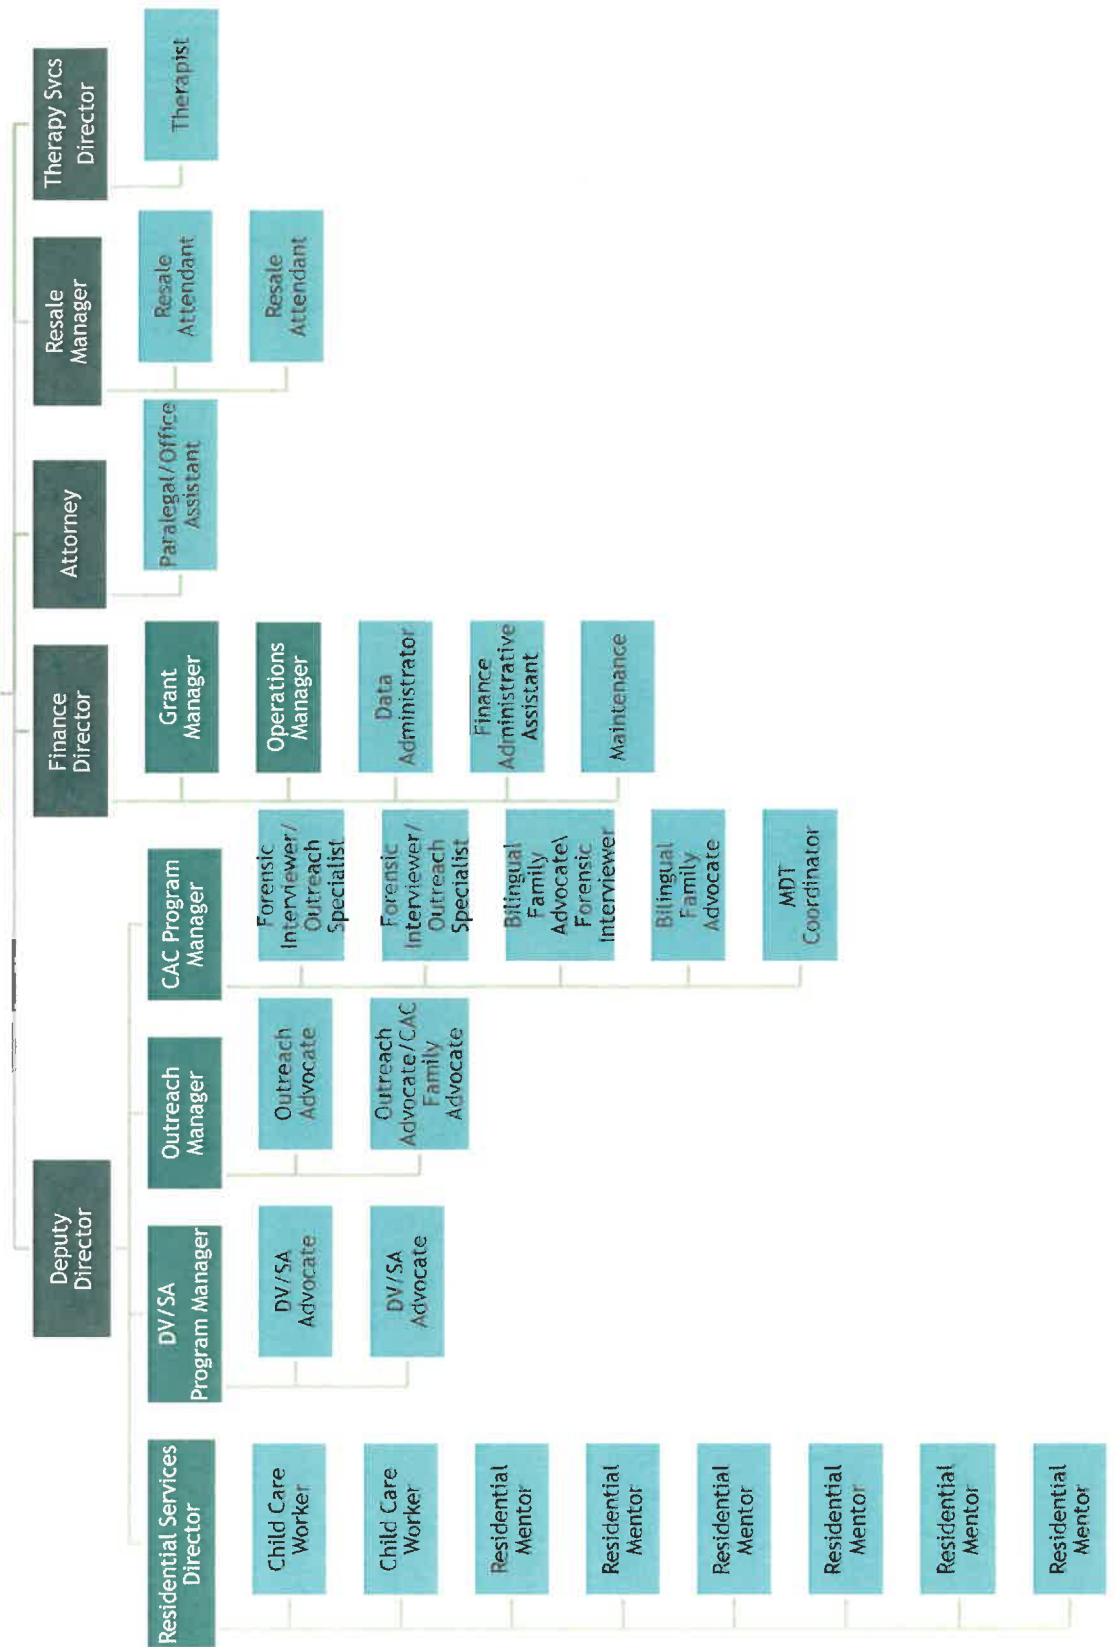 Deputy
Director
Finance
Director
Attorney
Resale
Manager
Therapy Svcs
Director
Residential Services
Director
DV/SA
Program Manager
Outreach
Manager
CAC Program
Manager
Grant
Manager
Paralegal/Office
Assistant
Resale
Attendant
Therapist
Child Care
Worker
DV/SA
Advocate
Outreach
Advocate
Forensic
Interviewer/
Outreach
Specialist
Operations
Manager
Resale
Attendant
Child Care
Worker
DV/SA
Advocate
Outreach
Advocate/CAC
Family
Advocate
Forensic
Interviewer/
Outreach
Specialist
Data
Administrator
Residential
Mentor
Bilingual
Family
Advocate\
Forensic
Interviewer
Finance
Administrative
Assistant
Residential
Mentor
Bilingual
Family
Advocate
Maintenance
Residential
Mentor
MDT
Coordinator
Residential
Mentor
Residential
Mentor
Residential
Mentor